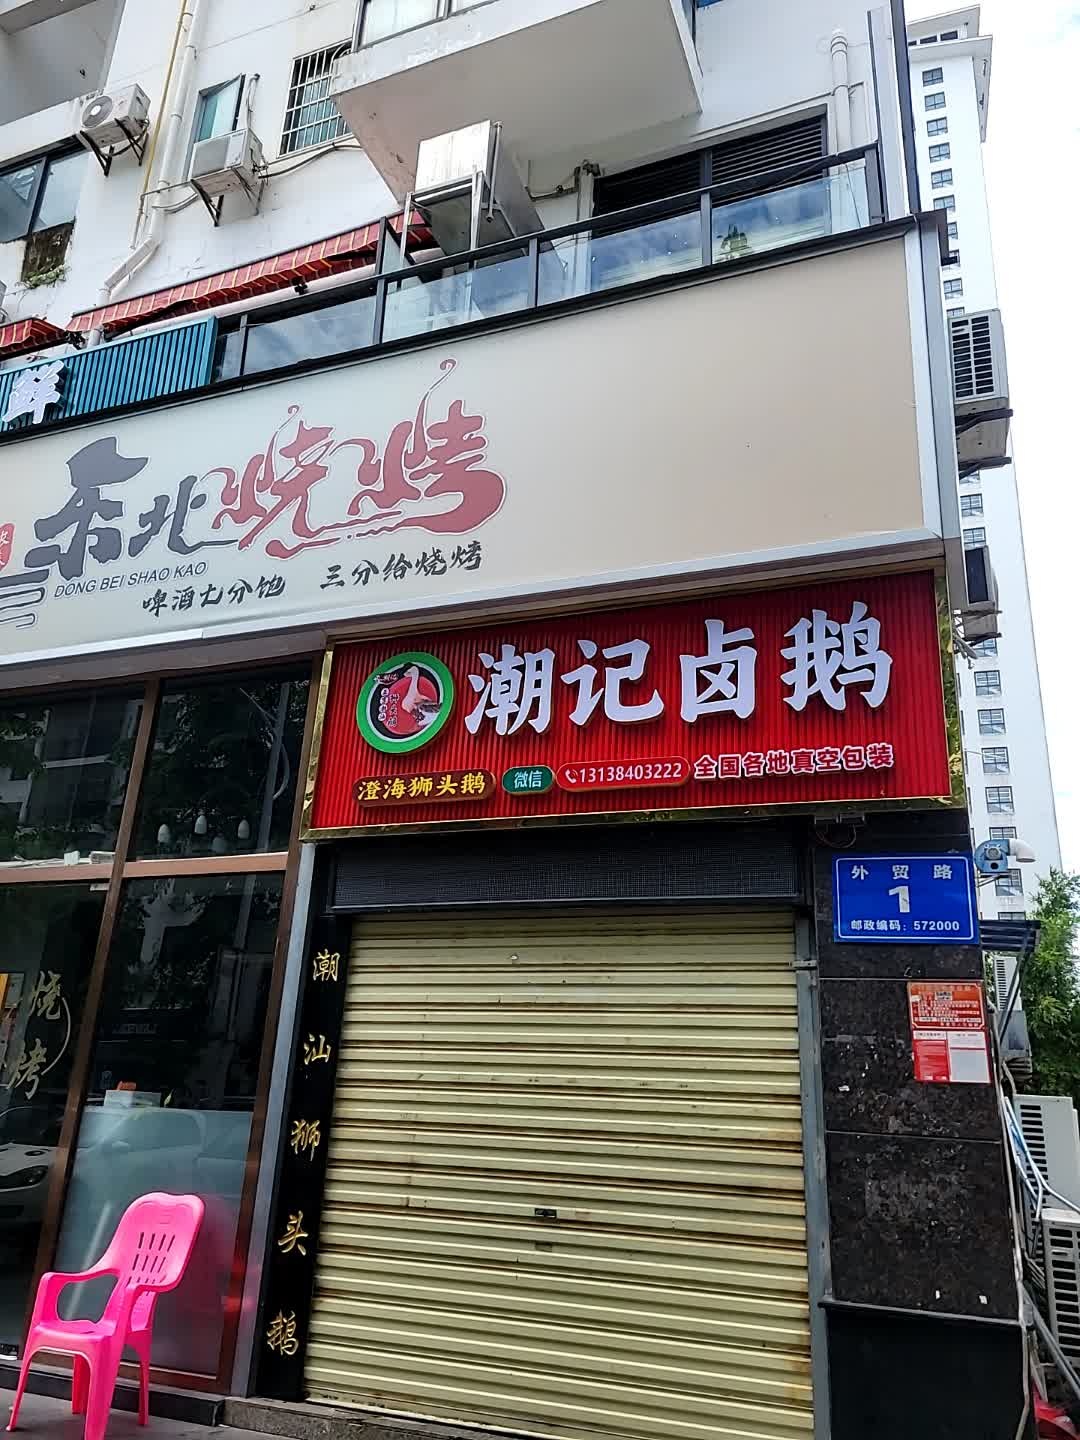 鲜
东北烧烤
DONG BEI SHAO KAO
啤酒七分饱 三分给烧烤
潮记卤鹅
澄海狮头鹅 微信 13138403222 全国各地真空包装
外贸路
1
邮政编码：572000
潮汕狮头鹅
烧烤